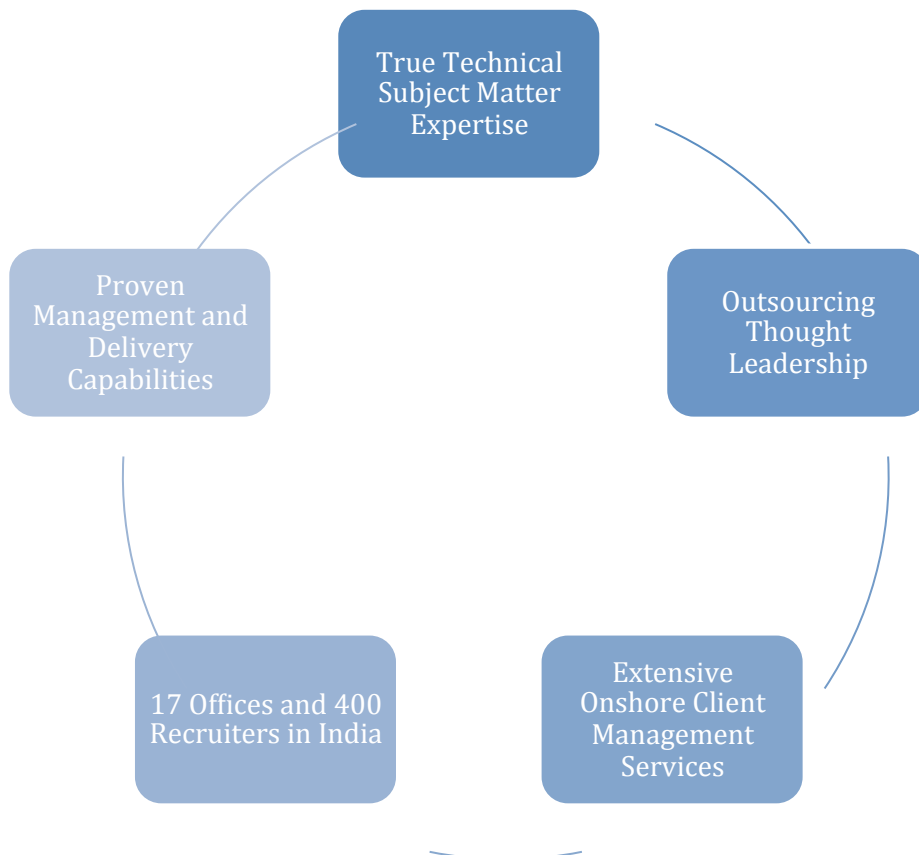 True Technical
Subject Matter
Expertise
Outsourcing
Thought
Leadership
Extensive
Onshore Client
Management
Services
17 Offices and 400
Recruiters in India
Proven
Management and
Delivery
Capabilities